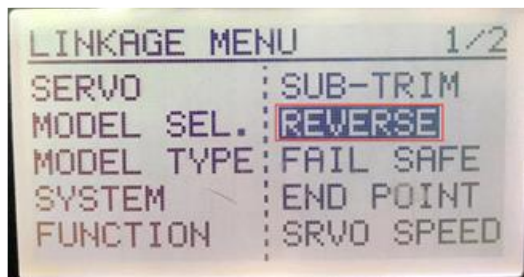 LINKAGE MENU 1/2
SERVO SUB-TRIM
MODEL SEL. REVERSE
MODEL TYPE FAIL SAFE
SYSTEM END POINT
FUNCTION SRVO SPEED